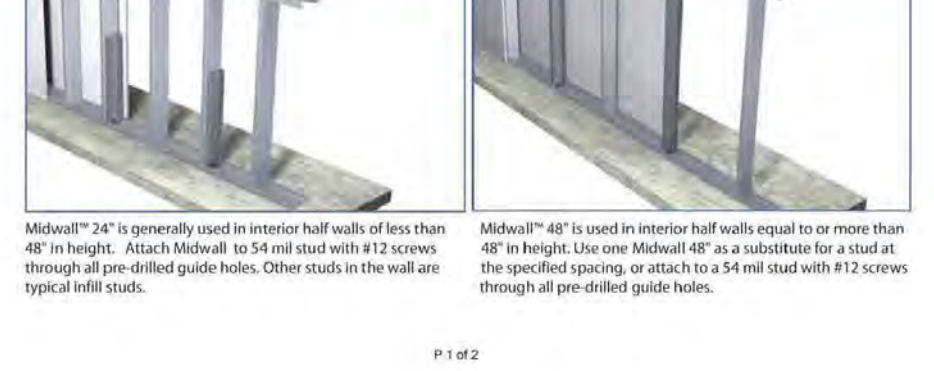 Midwall™ 24" is generally used in interior half walls of less than
48" in height. Attach Midwall to 54 mil stud with #12 screws
through all pre-drilled guide holes. Other studs in the wall are
typical infill studs.
Midwall™ 48" is used in interior half walls equal to or more than
48" in height. Use one Midwall 48" as a substitute for a stud at
the specified spacing, or attach to a 54 mil stud with #12 screws
through all pre-drilled guide holes.
P 1 of 2